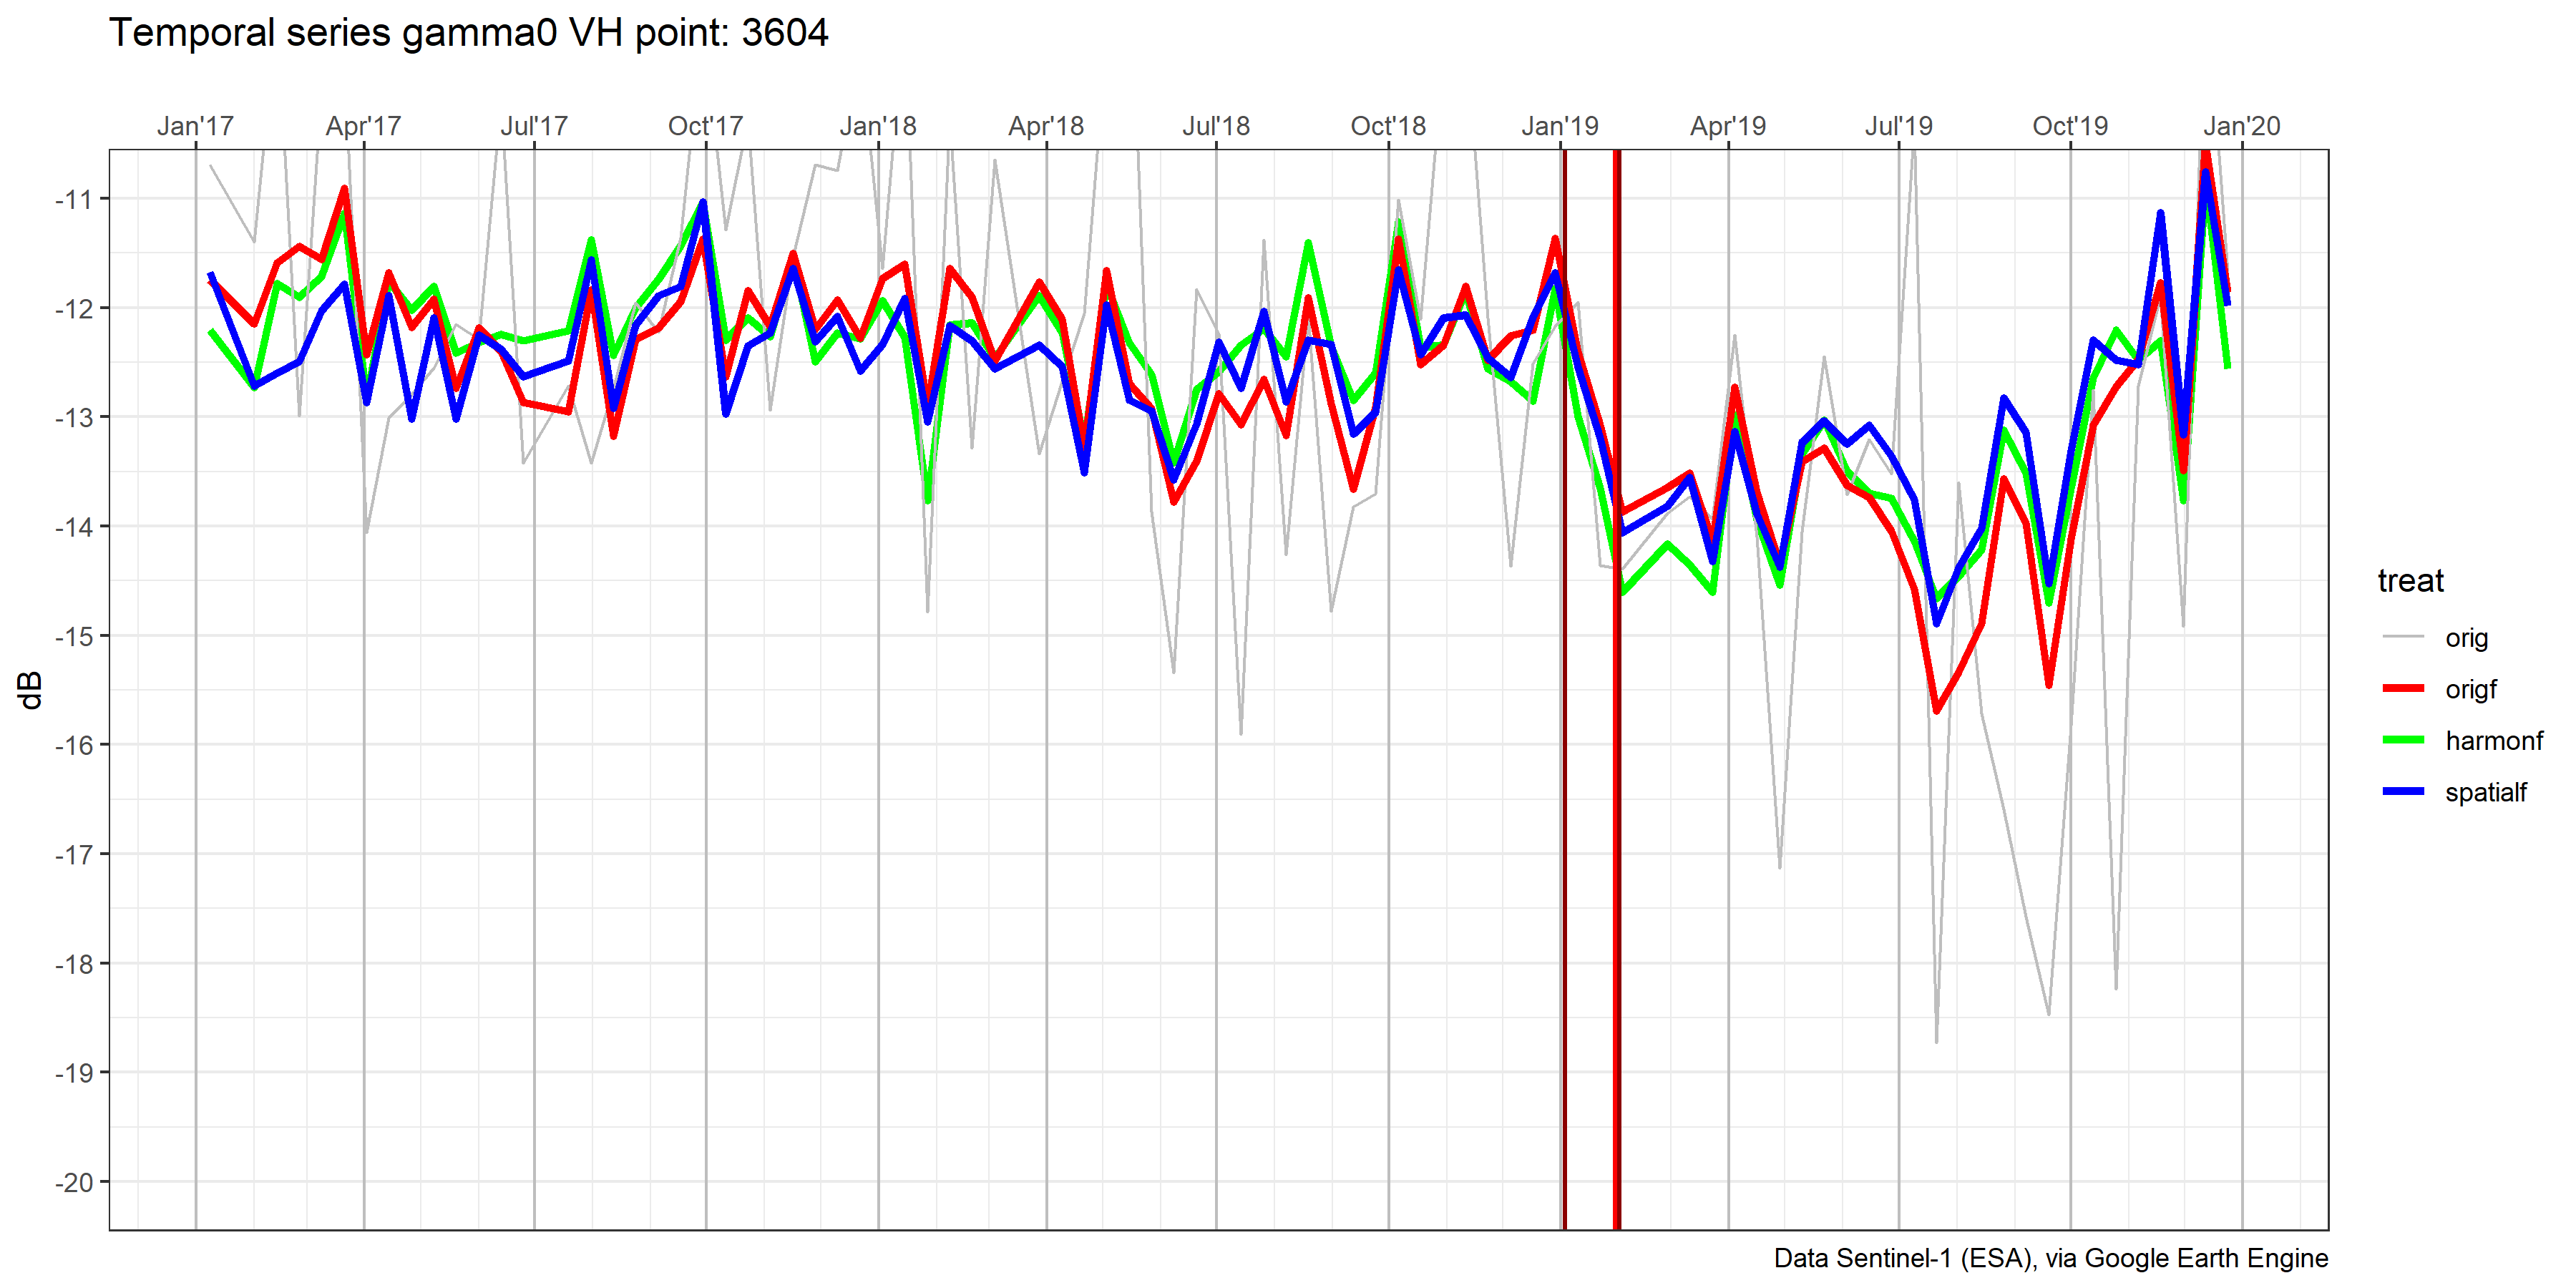 Temporal series gamma0 VH point: 3604
Jan'17 Apr'17 Jul'17 Oct'17 Jan'18 Apr'18 Jul'18 Oct'18 Jan'19 Apr'19 Jul'19 Oct'19 Jan'20
-11
-12
-13
-14
-15
-16
-17
-18
-19
-20
dB
treat
orig
origf
harmonf
spatialf
Data Sentinel-1 (ESA), via Google Earth Engine